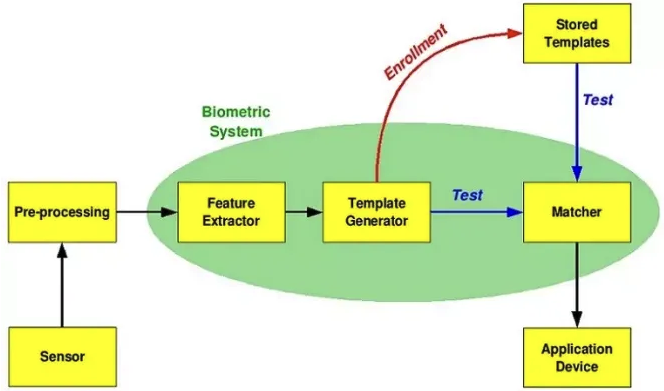 Stored
Templates
Enrollment
Test
Biometric
System
Pre-processing
Feature
Extractor
Template
Generator
Test
Matcher
Sensor
Application
Device